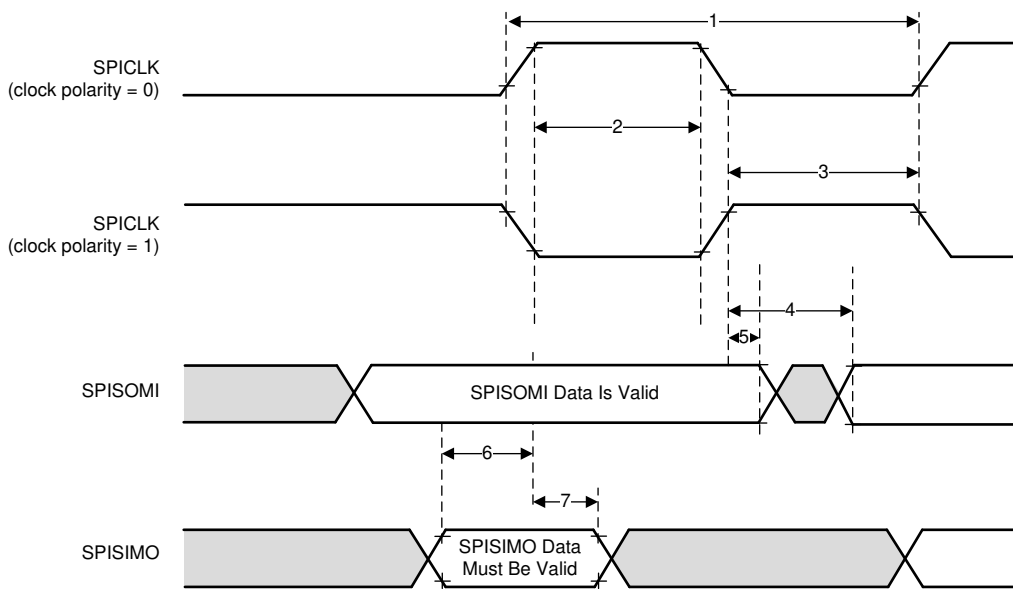 1
SPICLK
(clock polarity = 0)
2
3
SPICLK
(clock polarity = 1)
4
5
SPISOMI
SPISOMI Data Is Valid
6
7
SPISIMO
SPISIMO Data
Must Be Valid